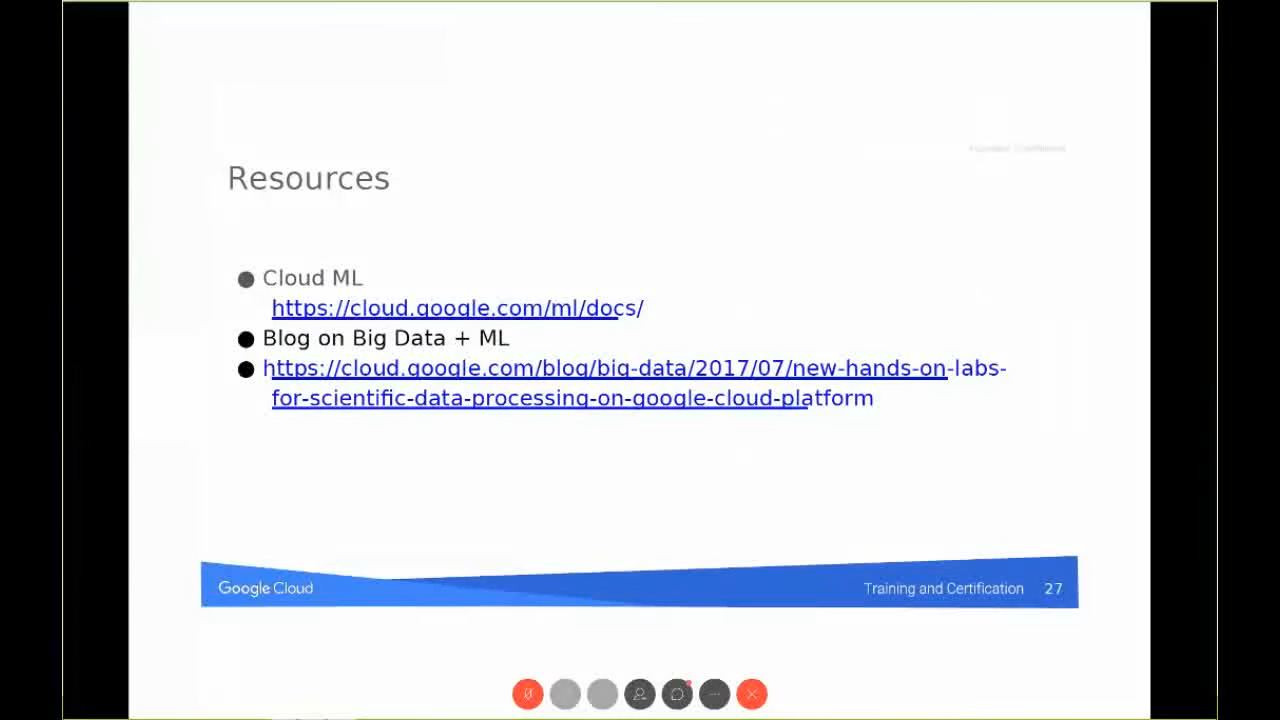 Resources
● Cloud ML
https://cloud.google.com/ml/docs/
● Blog on Big Data + ML
● https://cloud.google.com/blog/big-data/2017/07/new-hands-on-labs-
for-scientific-data-processing-on-google-cloud-platform
Google Cloud
Training and Certification 27